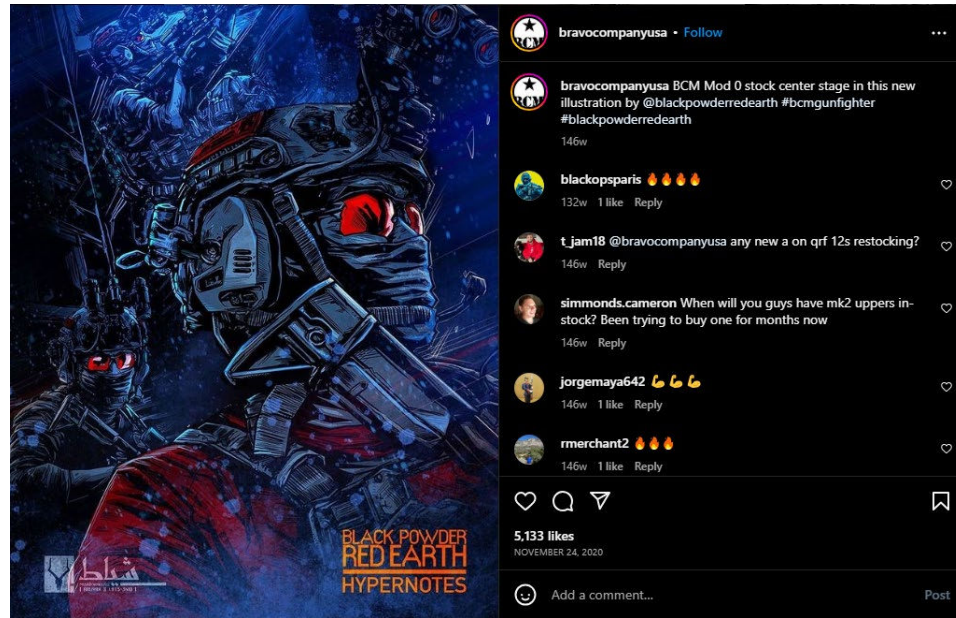 BLACK POWDER
RED EARTH
HYPERNOTES
BCM
bravocompanyusa • Follow
BCM
bravocompanyusa BCM Mod 0 stock center stage in this new
illustration by @blackpowderredearth #bcmgunfighter
#blackpowderredearth
146w
blackopsparis 🔥🔥🔥🔥
132w 1 like Reply
t_jam18 @bravocompanyusa any new a on qrf 12s restocking?
146w Reply
simmonds.cameron When will you guys have mk2 uppers in-
stock? Been trying to buy one for months now
146w Reply
jorgemaya642 💪💪💪
146w 1 like Reply
rmerchant2 🔥🔥🔥
146w 1 like Reply
5,133 likes
NOVEMBER 24, 2020
Add a comment...
Post